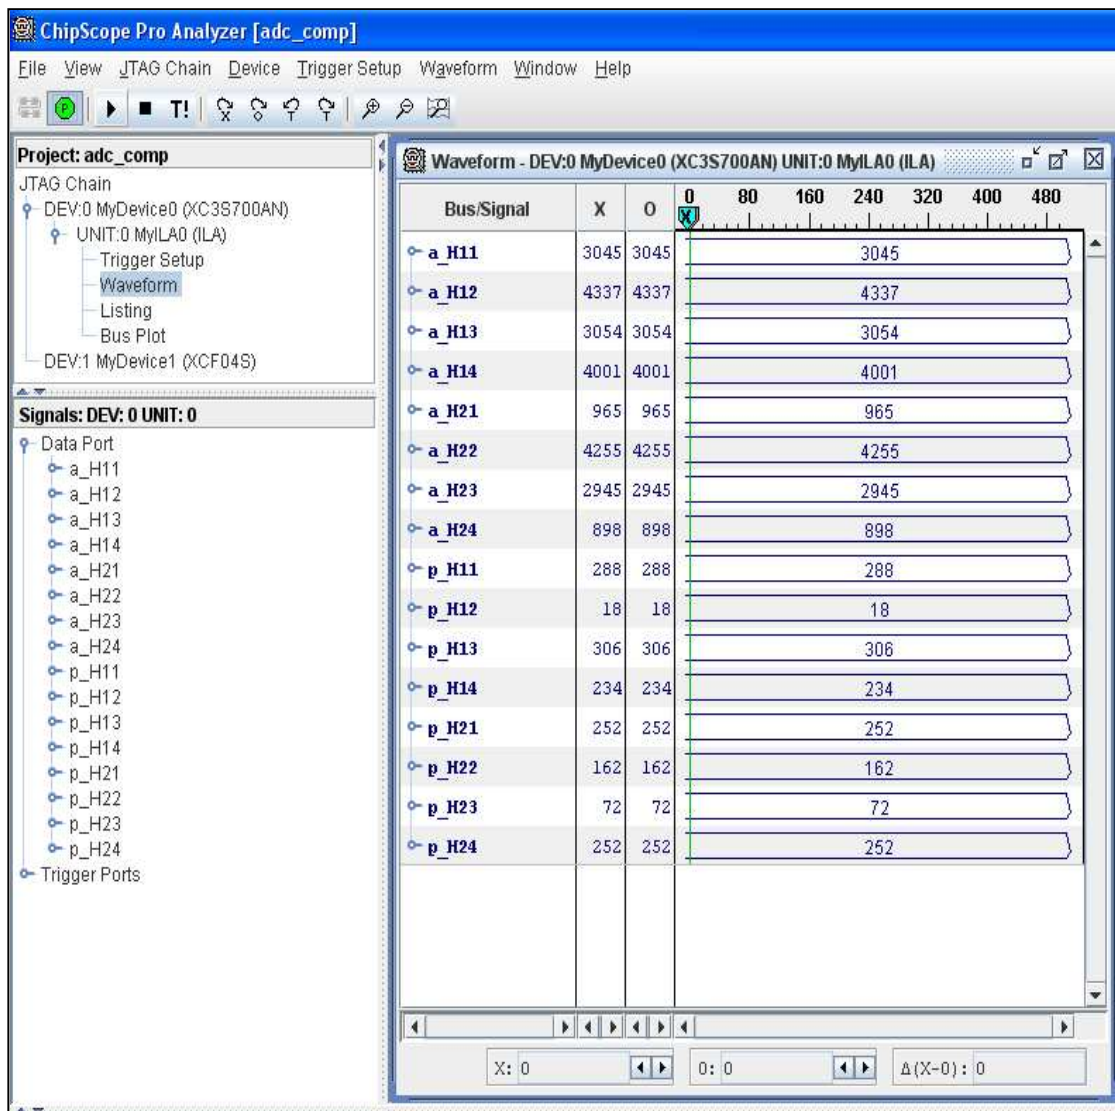 ChipScope Pro Analyzer [adc_comp]
File View JTAG Chain Device Trigger Setup Waveform Window Help
P T! X O T T
Project: adc_comp
JTAG Chain
DEV:0 MyDevice0 (XC3S700AN)
UNIT:0 MyILA0 (ILA)
Trigger Setup
Waveform
Listing
Bus Plot
DEV:1 MyDevice1 (XCF04S)
Signals: DEV: 0 UNIT: 0
Data Port
a_H11
a_H12
a_H13
a_H14
a_H21
a_H22
a_H23
a_H24
p_H11
p_H12
p_H13
p_H14
p_H21
p_H22
p_H23
p_H24
Trigger Ports
Waveform - DEV:0 MyDevice0 (XC3S700AN) UNIT:0 MyILA0 (ILA)
Bus/Signal X O 0 80 160 240 320 400 480
X
a_H11 3045 3045 3045
a_H12 4337 4337 4337
a_H13 3054 3054 3054
a_H14 4001 4001 4001
a_H21 965 965 965
a_H22 4255 4255 4255
a_H23 2945 2945 2945
a_H24 898 898 898
p_H11 288 288 288
p_H12 18 18 18
p_H13 306 306 306
p_H14 234 234 234
p_H21 252 252 252
p_H22 162 162 162
p_H23 72 72 72
p_H24 252 252 252
X: 0 O: 0 Δ(X-O): 0